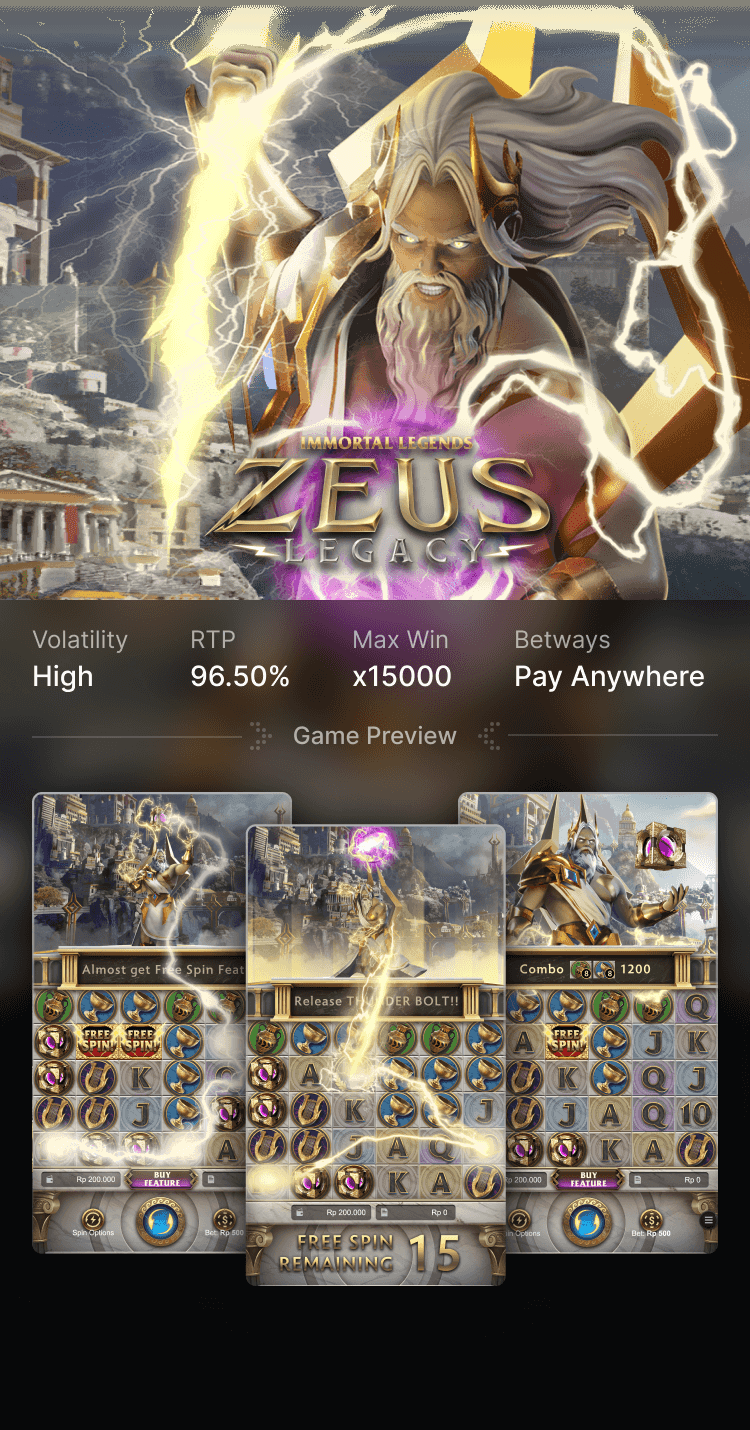 IMMORTAL LEGENDS
ZEUS
LEGACY
Volatility
High
RTP
96.50%
Max Win
x15000
Betways
Pay Anywhere
Game Preview
Almost get Free Spin Feat
FREE SPIN!
FREE SPIN!
K
J
A
Rp 200.000
BUY FEATURE
Spin Options
Bet: Rp 500
Release THUNDER BOLT!!
A
K
J
J
A
Q
K
A
Rp 200.000
Rp 0
FREE SPIN
REMAINING
15
Combo 8 8 1200
Q
A
FREE SPIN!
J
K
K
Q
J
J
A
Q
10
K
A
200.000
BUY FEATURE
Rp 0
Options
Bet: Rp 500